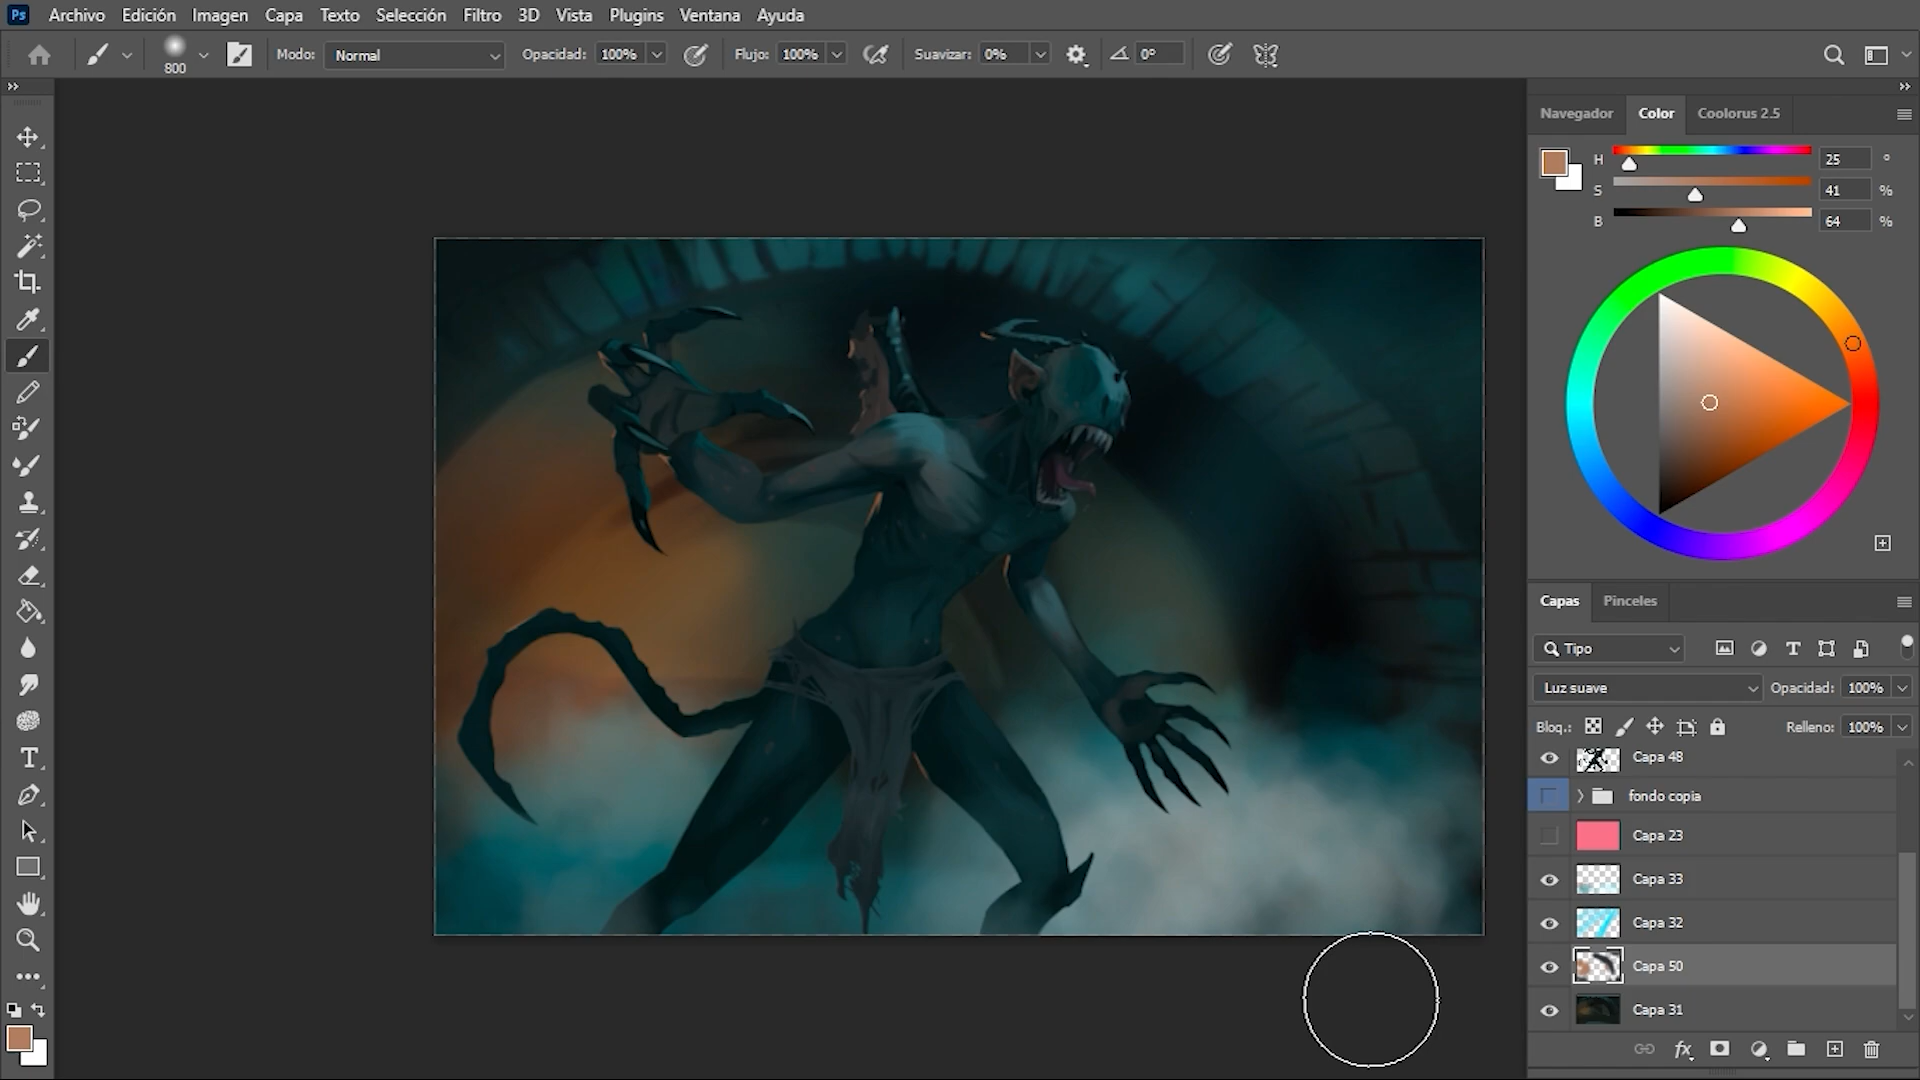 Ps Archivo Edición Imagen Capa Texto Selección Filtro 3D Vista Plugins Ventana Ayuda
800 Modo: Normal Opacidad: 100% Flujo: 100% Suavizar: 0% 0°
Navegador Color Coolorus 2.5
H 25 °
S 41 %
B 64 %
Capas Pinceles
Tipo
Luz suave Opacidad: 100%
Bloq.: Relleno: 100%
Capa 48
fondo copia
Capa 23
Capa 33
Capa 32
Capa 50
Capa 31
fx